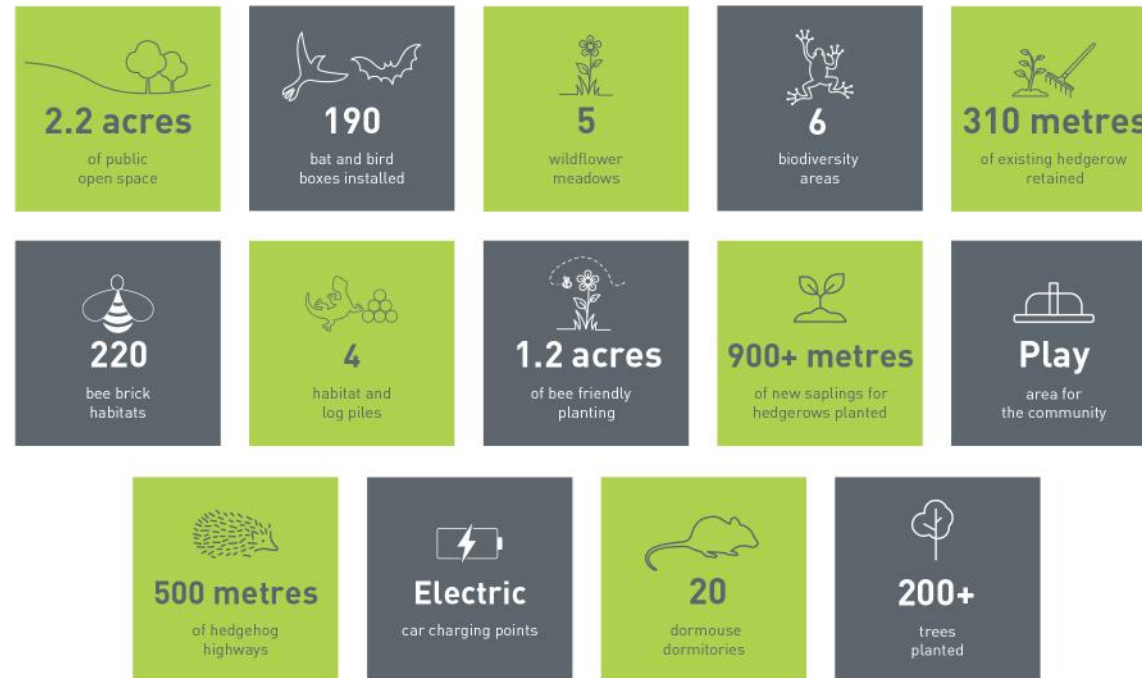 2.2 acres
of public
open space
190
bat and bird
boxes installed
5
wildflower
meadows
6
biodiversity
areas
310 metres
of existing hedgerow
retained
220
bee brick
habitats
4
habitat and
log piles
1.2 acres
of bee friendly
planting
900+ metres
of new saplings for
hedgerows planted
Play
area for
the community
500 metres
of hedgehog
highways
Electric
car charging points
20
dormouse
dormitories
200+
trees
planted